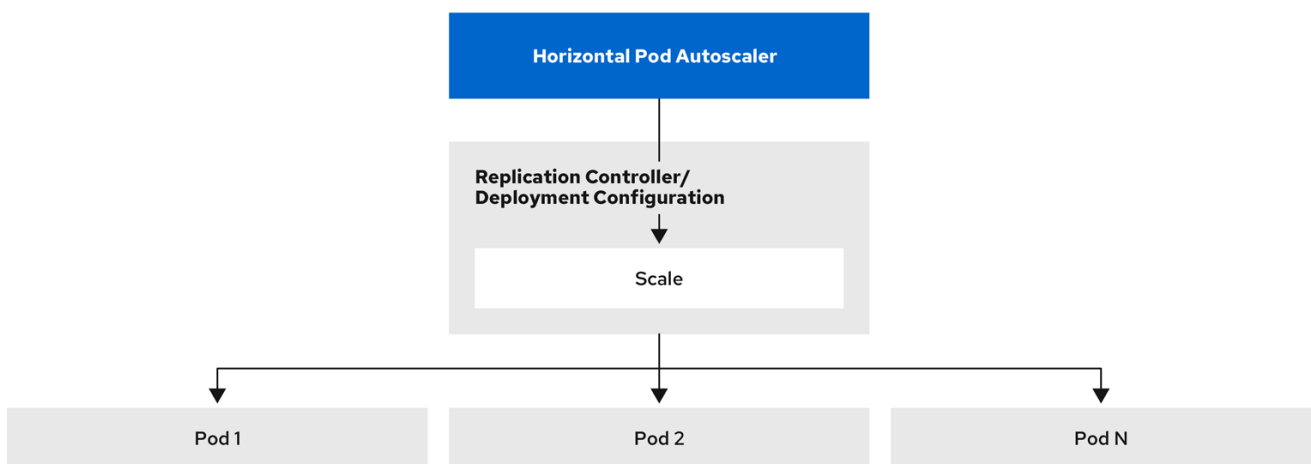 Horizontal Pod Autoscaler
Replication Controller/
Deployment Configuration
Scale
Pod 1
Pod 2
Pod N